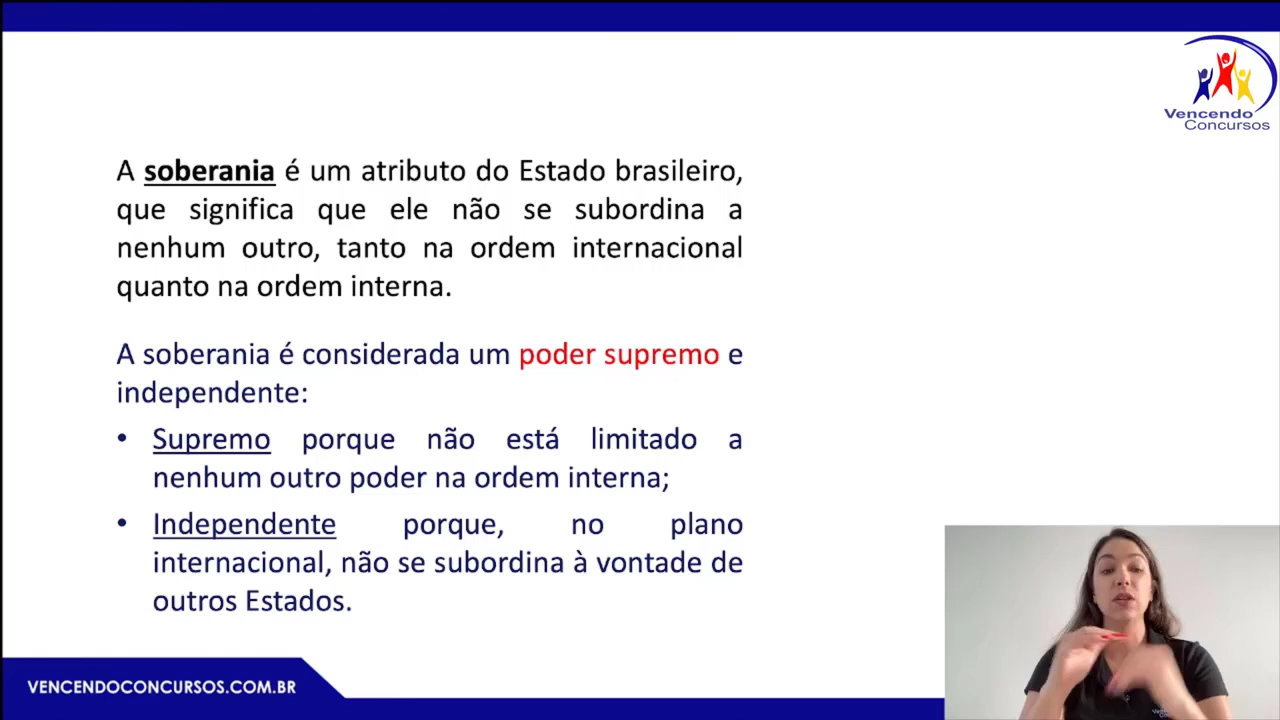 Vencendo
Concursos
A soberania é um atributo do Estado brasileiro,
que significa que ele não se subordina a
nenhum outro, tanto na ordem internacional
quanto na ordem interna.
A soberania é considerada um poder supremo e
independente:
• Supremo porque não está limitado a
nenhum outro poder na ordem interna;
• Independente porque, no plano
internacional, não se subordina à vontade de
outros Estados.
VENCENDOCONCURSOS.COM.BR